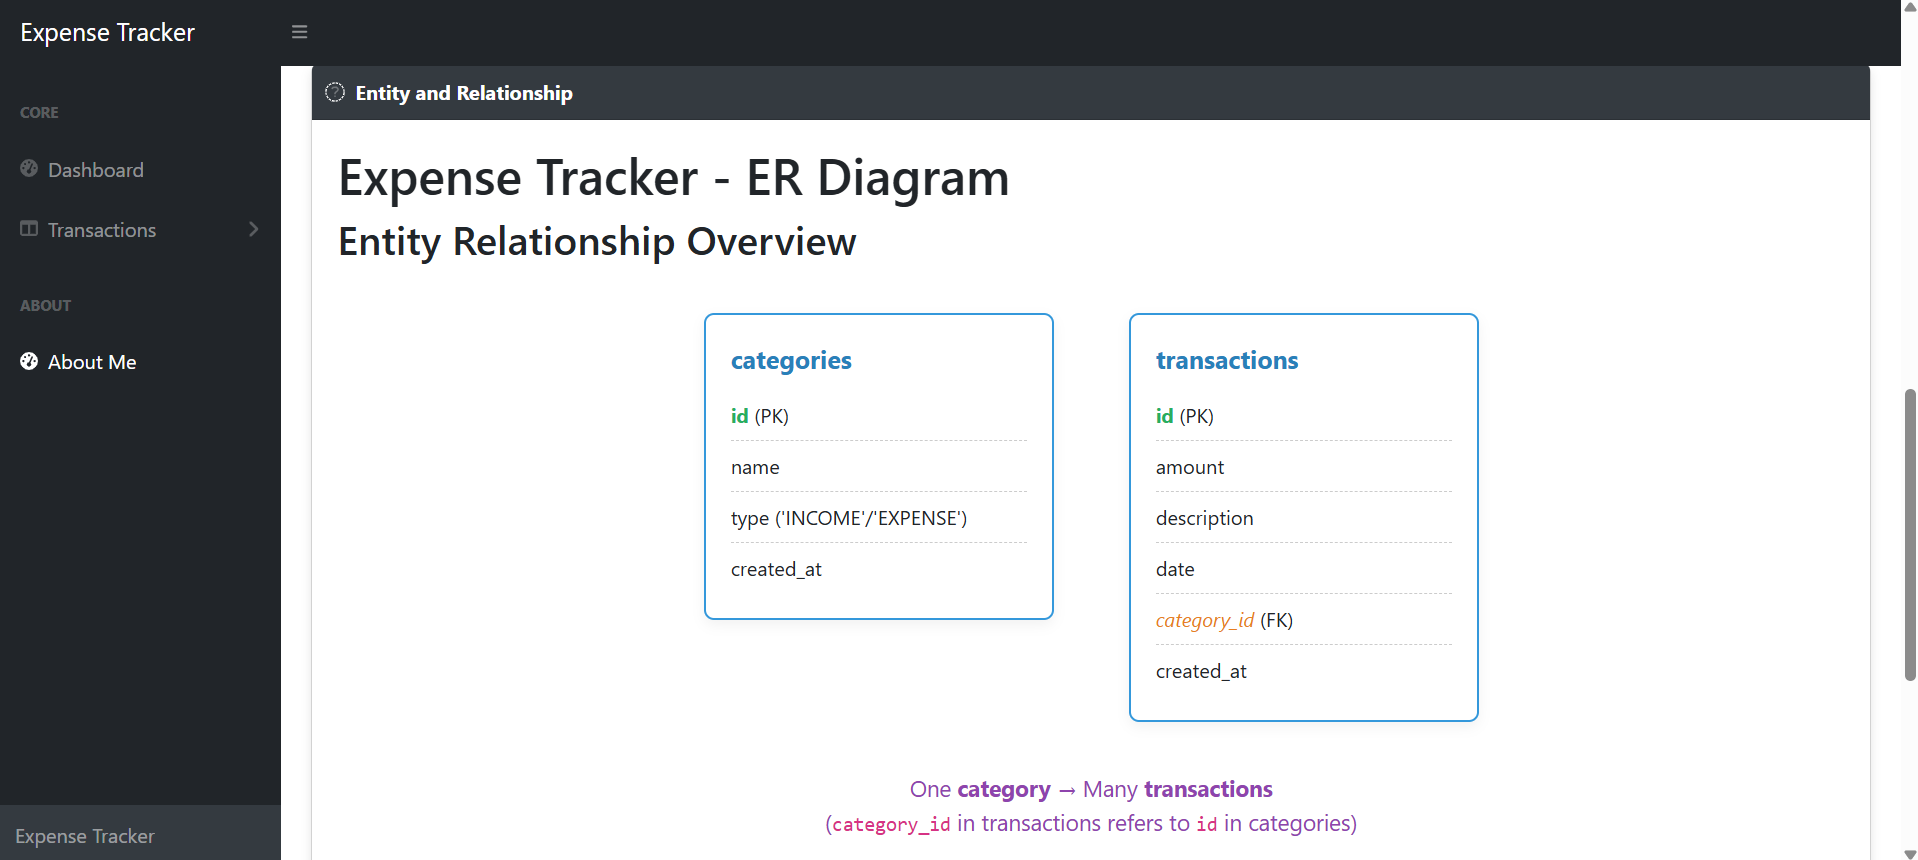 Expense Tracker
CORE
Dashboard
Transactions
ABOUT
About Me
Expense Tracker
Entity and Relationship
Expense Tracker - ER Diagram
Entity Relationship Overview
categories
id (PK)
name
type ('INCOME'/'EXPENSE')
created_at
transactions
id (PK)
amount
description
date
category_id (FK)
created_at
One category → Many transactions
(category_id in transactions refers to id in categories)